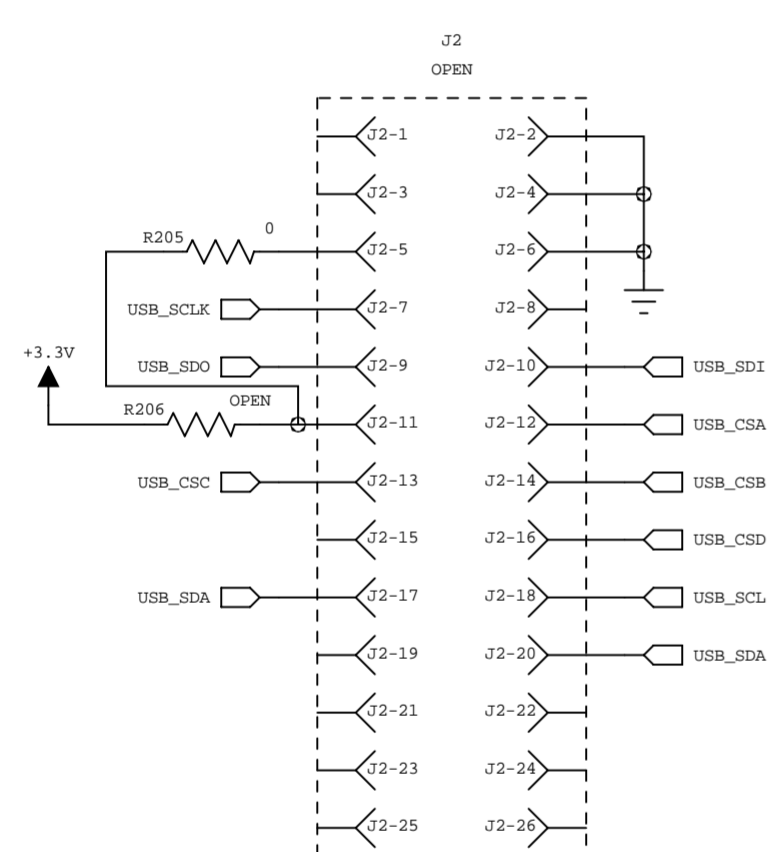 J2
OPEN
J2-1 J2-2
J2-3 J2-4
R205 0 J2-5 J2-6
USB_SCLK J2-7 J2-8
+3.3V
USB_SDO J2-9 J2-10 USB_SDI
R206 OPEN
J2-11 J2-12 USB_CSA
USB_CSC J2-13 J2-14 USB_CSB
J2-15 J2-16 USB_CSD
USB_SDA J2-17 J2-18 USB_SCL
J2-19 J2-20 USB_SDA
J2-21 J2-22
J2-23 J2-24
J2-25 J2-26